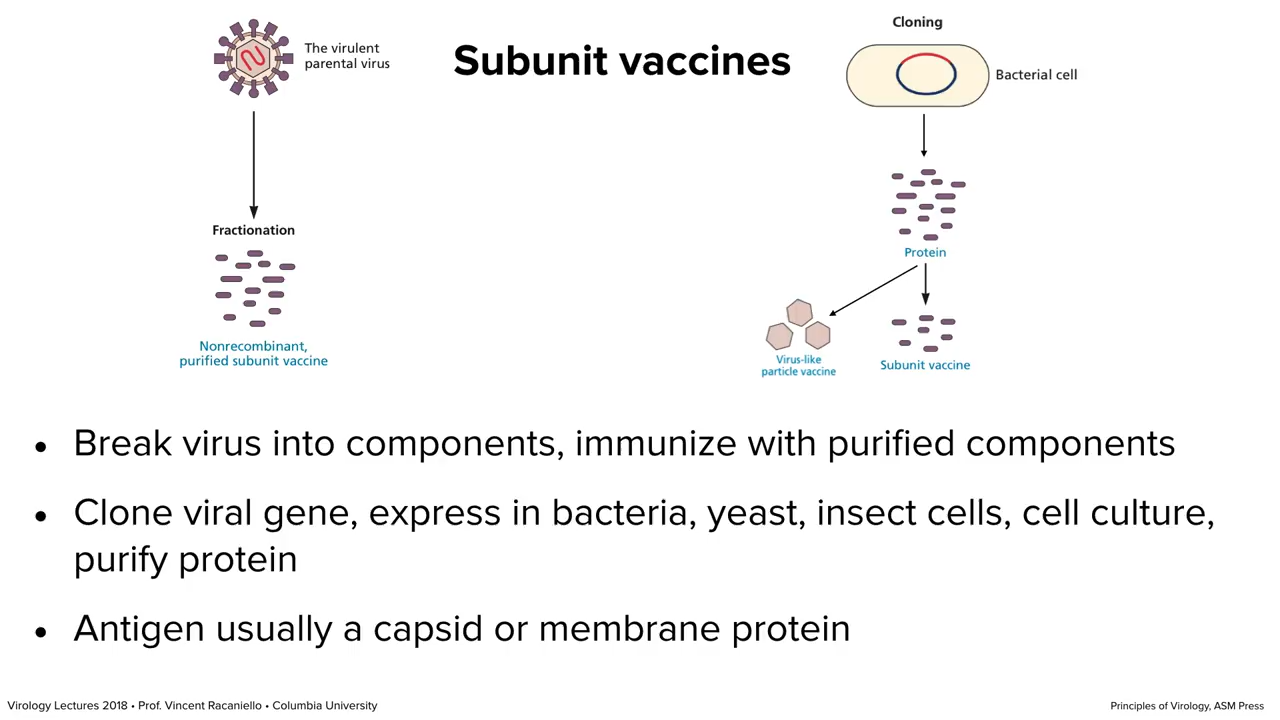 Subunit vaccines
The virulent
parental virus
Fractionation
Nonrecombinant,
purified subunit vaccine
Cloning
Bacterial cell
Protein
Virus-like
particle vaccine
Subunit vaccine
• Break virus into components, immunize with purified components
• Clone viral gene, express in bacteria, yeast, insect cells, cell culture,
purify protein
• Antigen usually a capsid or membrane protein
Virology Lectures 2018 • Prof. Vincent Racaniello • Columbia University
Principles of Virology, ASM Press